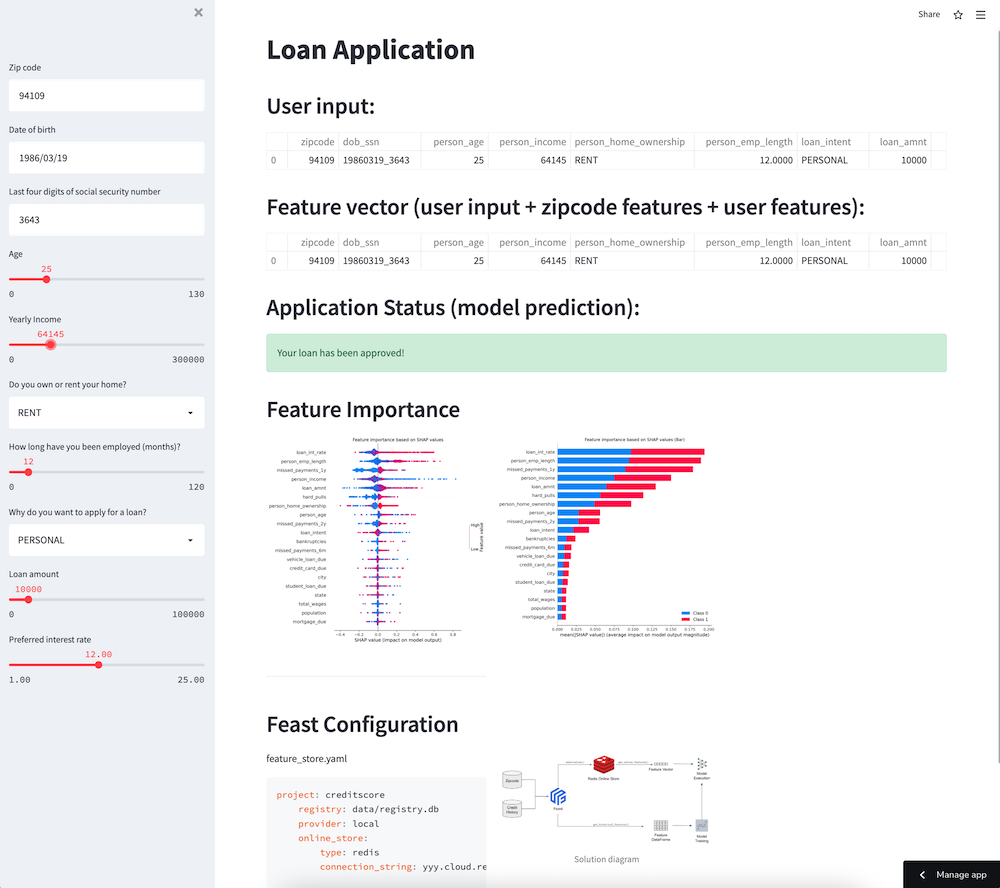 Share
Zip code
94109
Date of birth
1986/03/19
Last four digits of social security number
3643
Age
25
0 130
Yearly Income
64145
0 300000
Do you own or rent your home?
RENT
How long have you been employed (months)?
12
0 120
Why do you want to apply for a loan?
PERSONAL
Loan amount
10000
0 100000
Preferred interest rate
12.00
1.00 25.00
Loan Application
User input:
zipcode dob_ssn person_age person_income person_home_ownership person_emp_length loan_intent loan_amnt
0 94109 19860319_3643 25 64145 RENT 12.0000 PERSONAL 10000
Feature vector (user input + zipcode features + user features):
zipcode dob_ssn person_age person_income person_home_ownership person_emp_length loan_intent loan_amnt
0 94109 19860319_3643 25 64145 RENT 12.0000 PERSONAL 10000
Application Status (model prediction):
Your loan has been approved!
Feature Importance
Feature importance based on SHAP values
loan_int_rate
person_emp_length
missed_payments_1y
person_income
loan_amnt
hard_pulls
person_home_ownership
person_age
missed_payments_2y
loan_intent
bankruptcies
missed_payments_6m
vehicle_loan_due
credit_card_due
city
student_loan_due
state
total_wages
population
mortgage_due
High
Low
Feature value
-0.4 -0.2 0.0 0.2 0.4 0.6 0.8
SHAP value (impact on model output)
Feature importance based on SHAP values (Bar)
loan_int_rate
person_emp_length
missed_payments_1y
person_income
loan_amnt
hard_pulls
person_home_ownership
person_age
missed_payments_2y
loan_intent
bankruptcies
missed_payments_6m
vehicle_loan_due
credit_card_due
city
student_loan_due
state
total_wages
population
mortgage_due
Class 0
Class 1
0.000 0.025 0.050 0.075 0.100 0.125 0.150 0.175 0.200
mean(|SHAP value|) (average impact on model output magnitude)
Feast Configuration
feature_store.yaml
project: creditscore
registry: data/registry.db
provider: local
online_store:
type: redis
connection_string: yyy.cloud.re
Zipcode
Credit
History
Feast
Redis Online Store
Feature Vector
Model
Execution
Feature
DataFrame
Model
Training
Solution diagram
Manage app